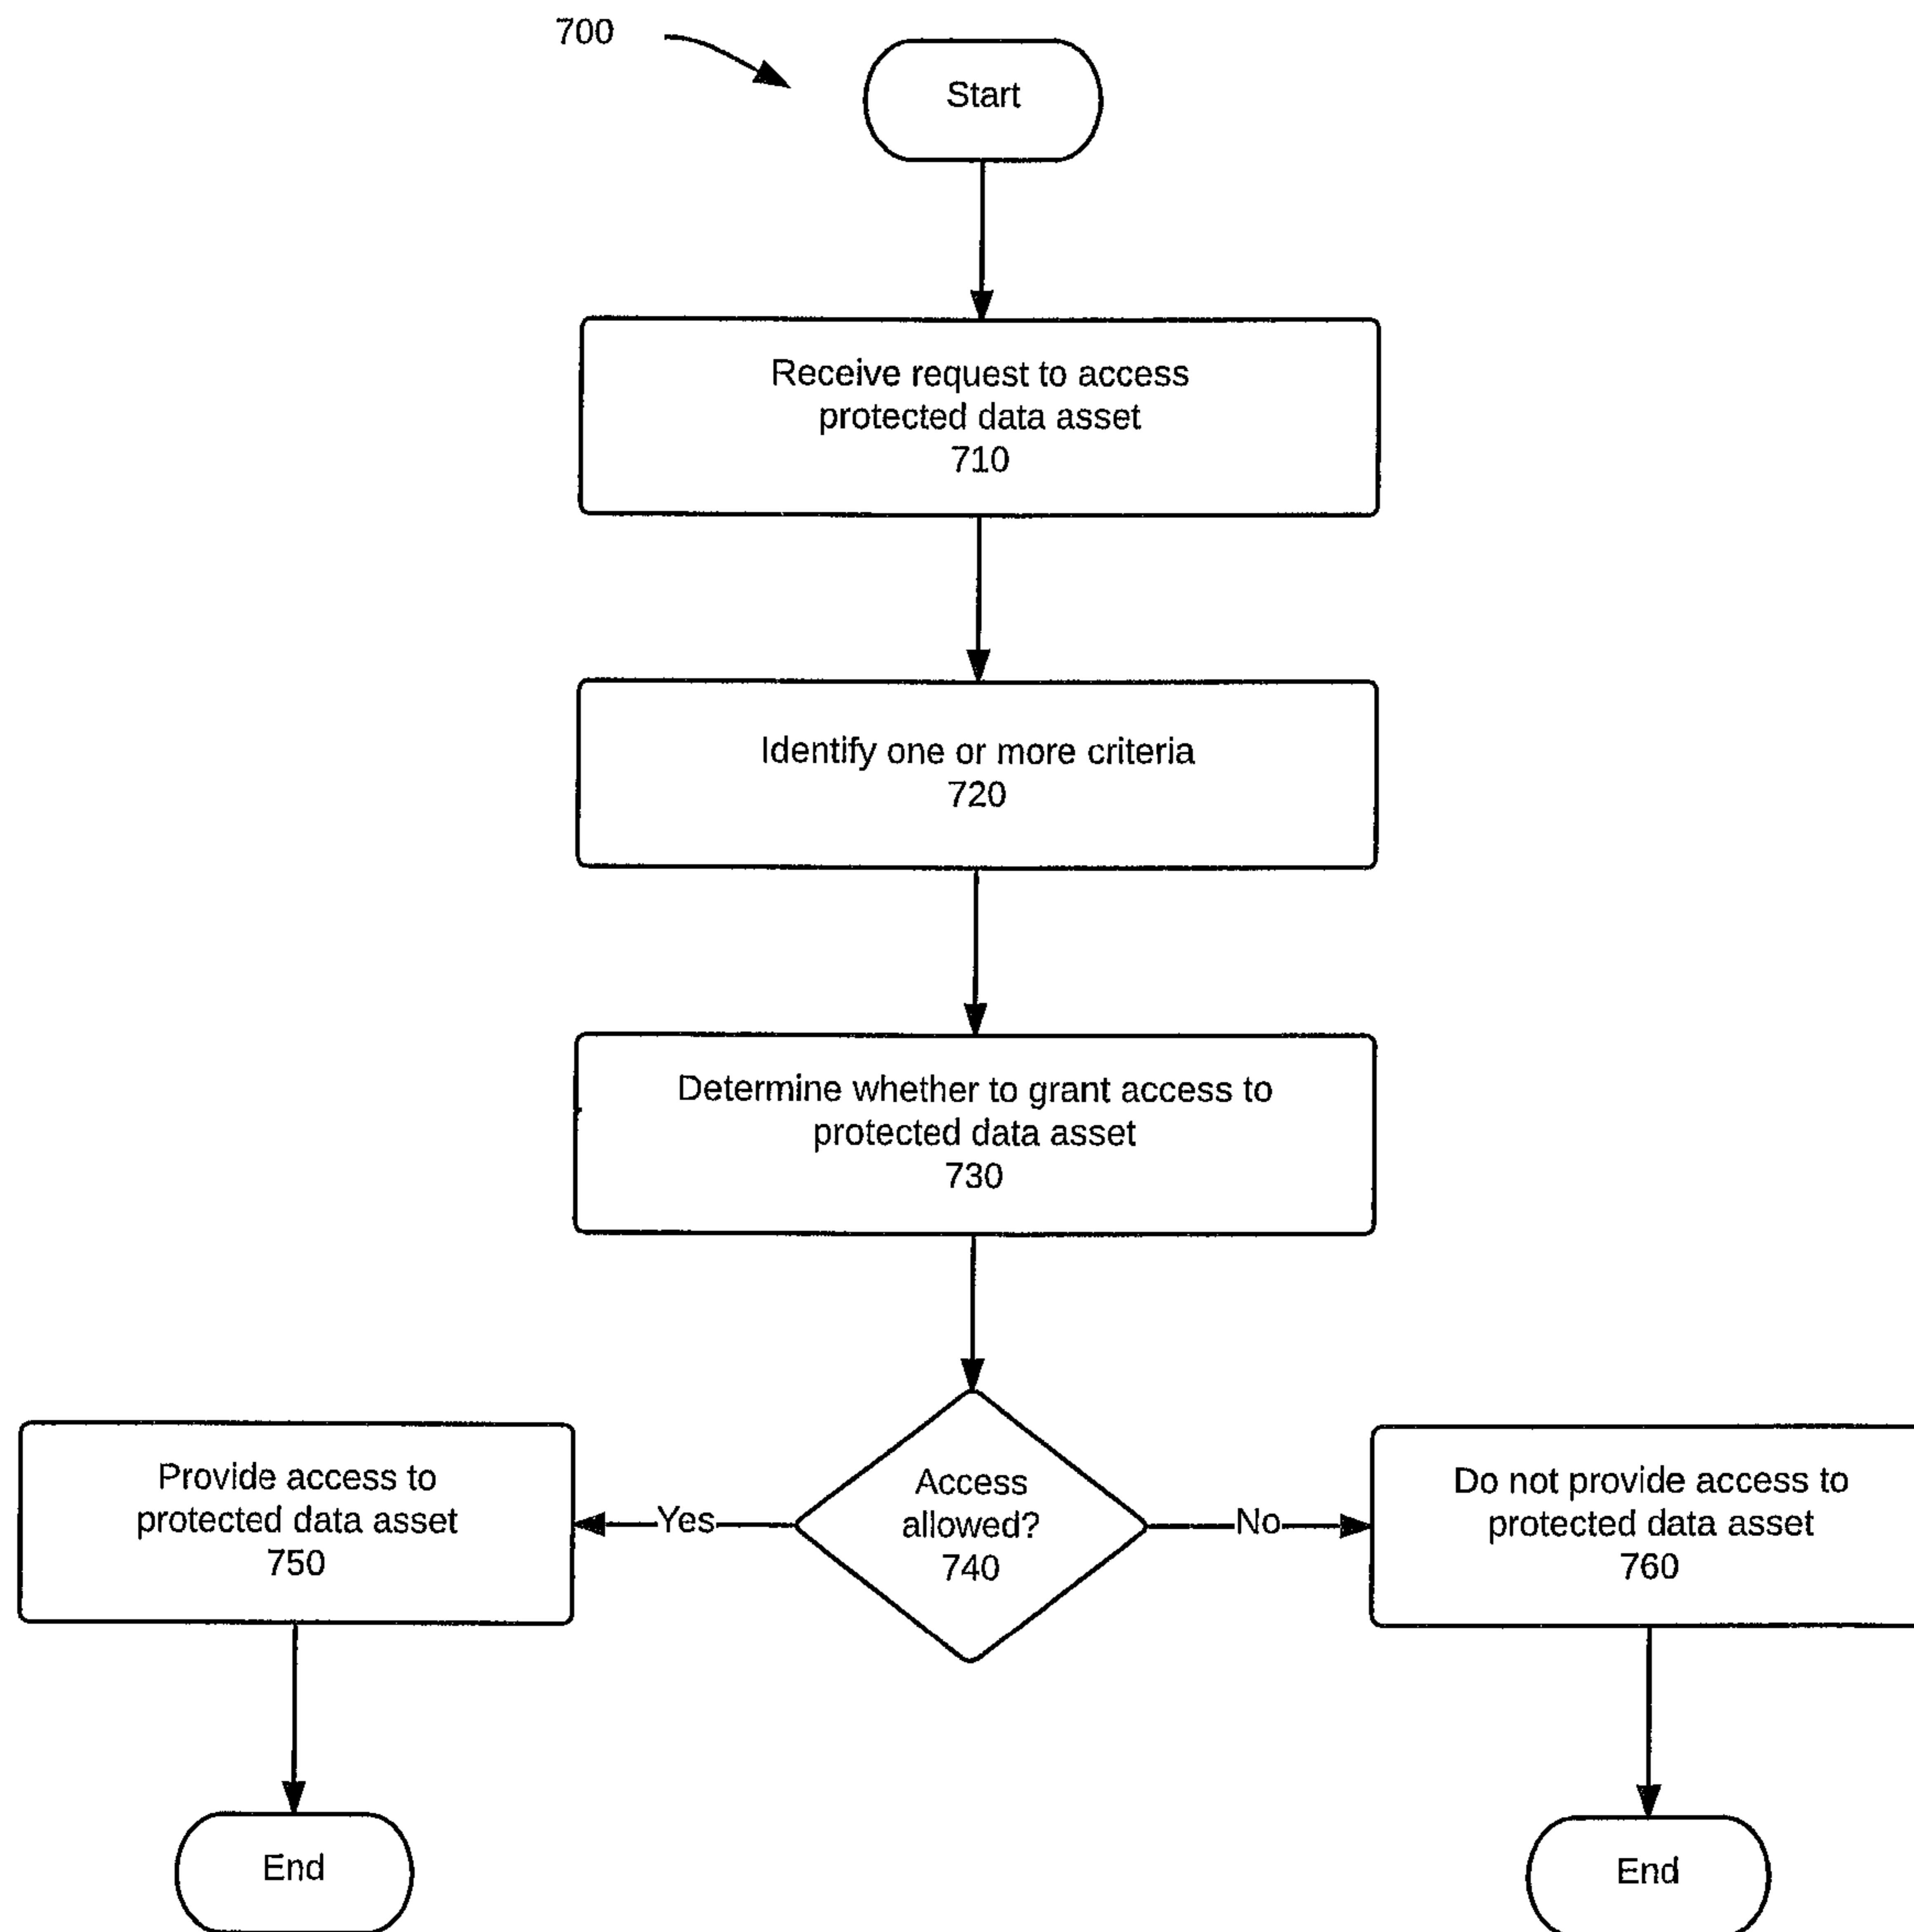 700
Start
Receive request to access
protected data asset
710
Identify one or more criteria
720
Determine whether to grant access to
protected data asset
730
Access
allowed?
740
Yes
No
Provide access to
protected data asset
750
Do not provide access to
protected data asset
760
End
End